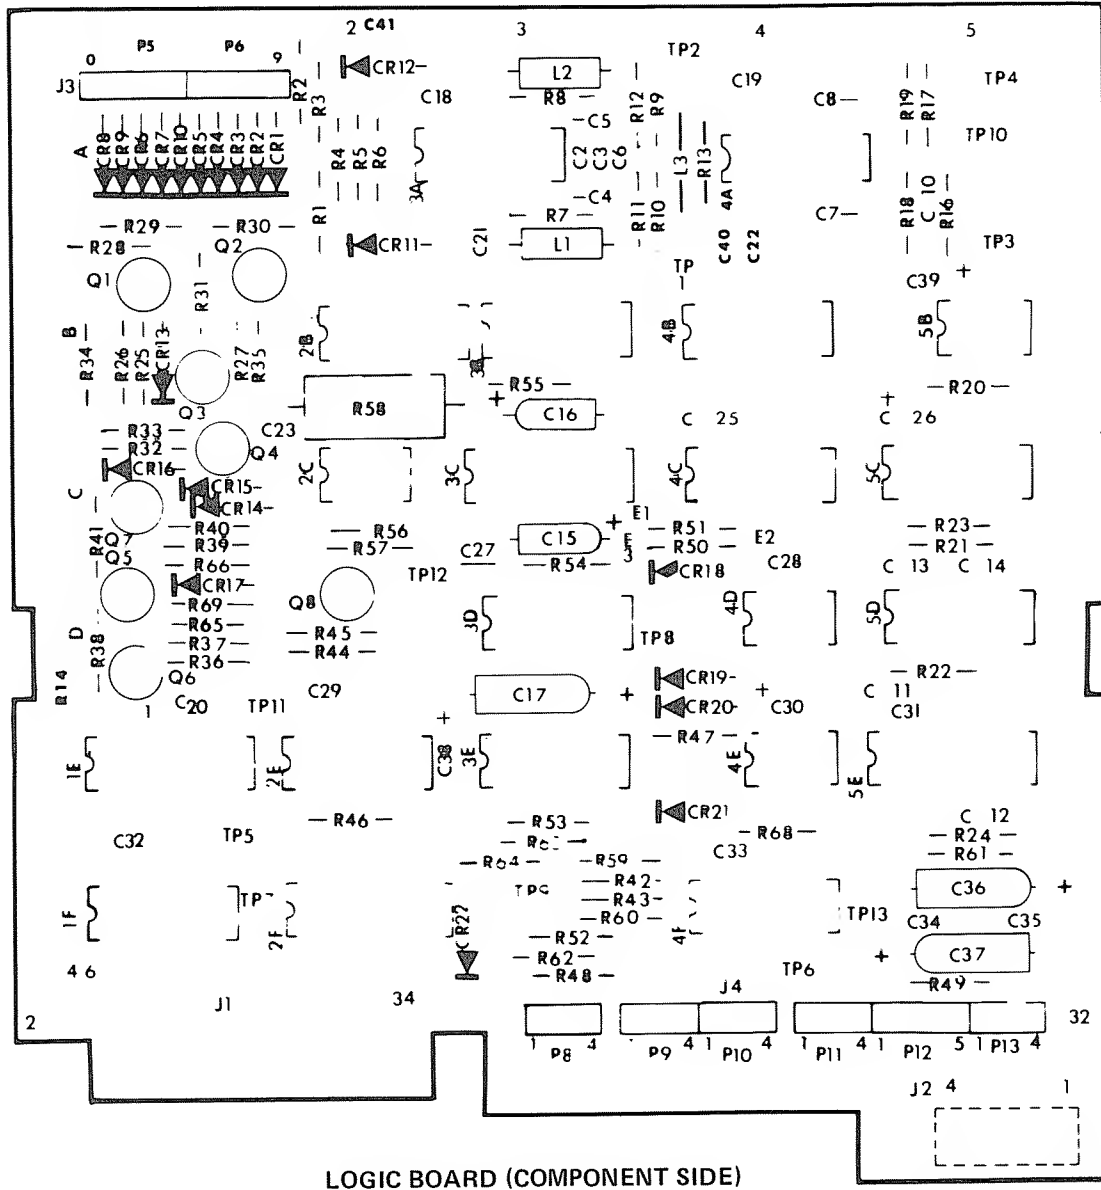 2 C41 3 4 5
P5 P6
0 9
J3
R2
R3
CR12
C18
L2
R8
R12
R9
TP2
C19
C8
R19
R17
TP4
TP10
A
CR8 CR9 CR6 CR7 CR10 CR5 CR4 CR3 CR2 CR1
R4 R5 R6
3A
C5
C2 C3 C6
C4
L3
R13
4A
C7
R18
C 10
R16
R29 R30
R28 Q2
Q1
R1
CR11
C21
R7
L1
R11
R10
C40
C22
TP3
R31
TP
1
C39 +
B
R34
R26
R25
CR13
R27
R35
2B
4B
5B
Q3
R58
R55
+
C16
C 25
+
C 26
R20
R33
R32
C23
Q4
CR16
CR15
CR14
C
2C
3C
4C
5C
R41
Q7
Q5
R40
R39
R66
CR17
R69
R65
R37
R36
R56
R57
TP12
C27
C15
+
E1
E
3
R54
R51
R50
CR18
E2
C28
R23
R21
C 13 C 14
Q8
R45
R44
3D
TP8
4D
5D
D
R38
R14
Q6
C20
1
TP11
C29
C17
+
CR19
CR20
+
C30
R22
C 11
C31
+
C38
R47
1E
2E
3E
4E
5E
CR21
R46
C32
TP5
R53
R64
R59
C33
R68
C 12
R24
R61
R42
R43
R60
C36
+
1F
2F
CR22
4F
TP13
C34 C35
R52
R62
R48
+
C37
TP6
R49
46
J1
34
J4
2
32
1 4 4 1 4 1 4 1 5 1 4
P8 P9 P10 P11 P12 P13
J2 4 1
LOGIC BOARD (COMPONENT SIDE)